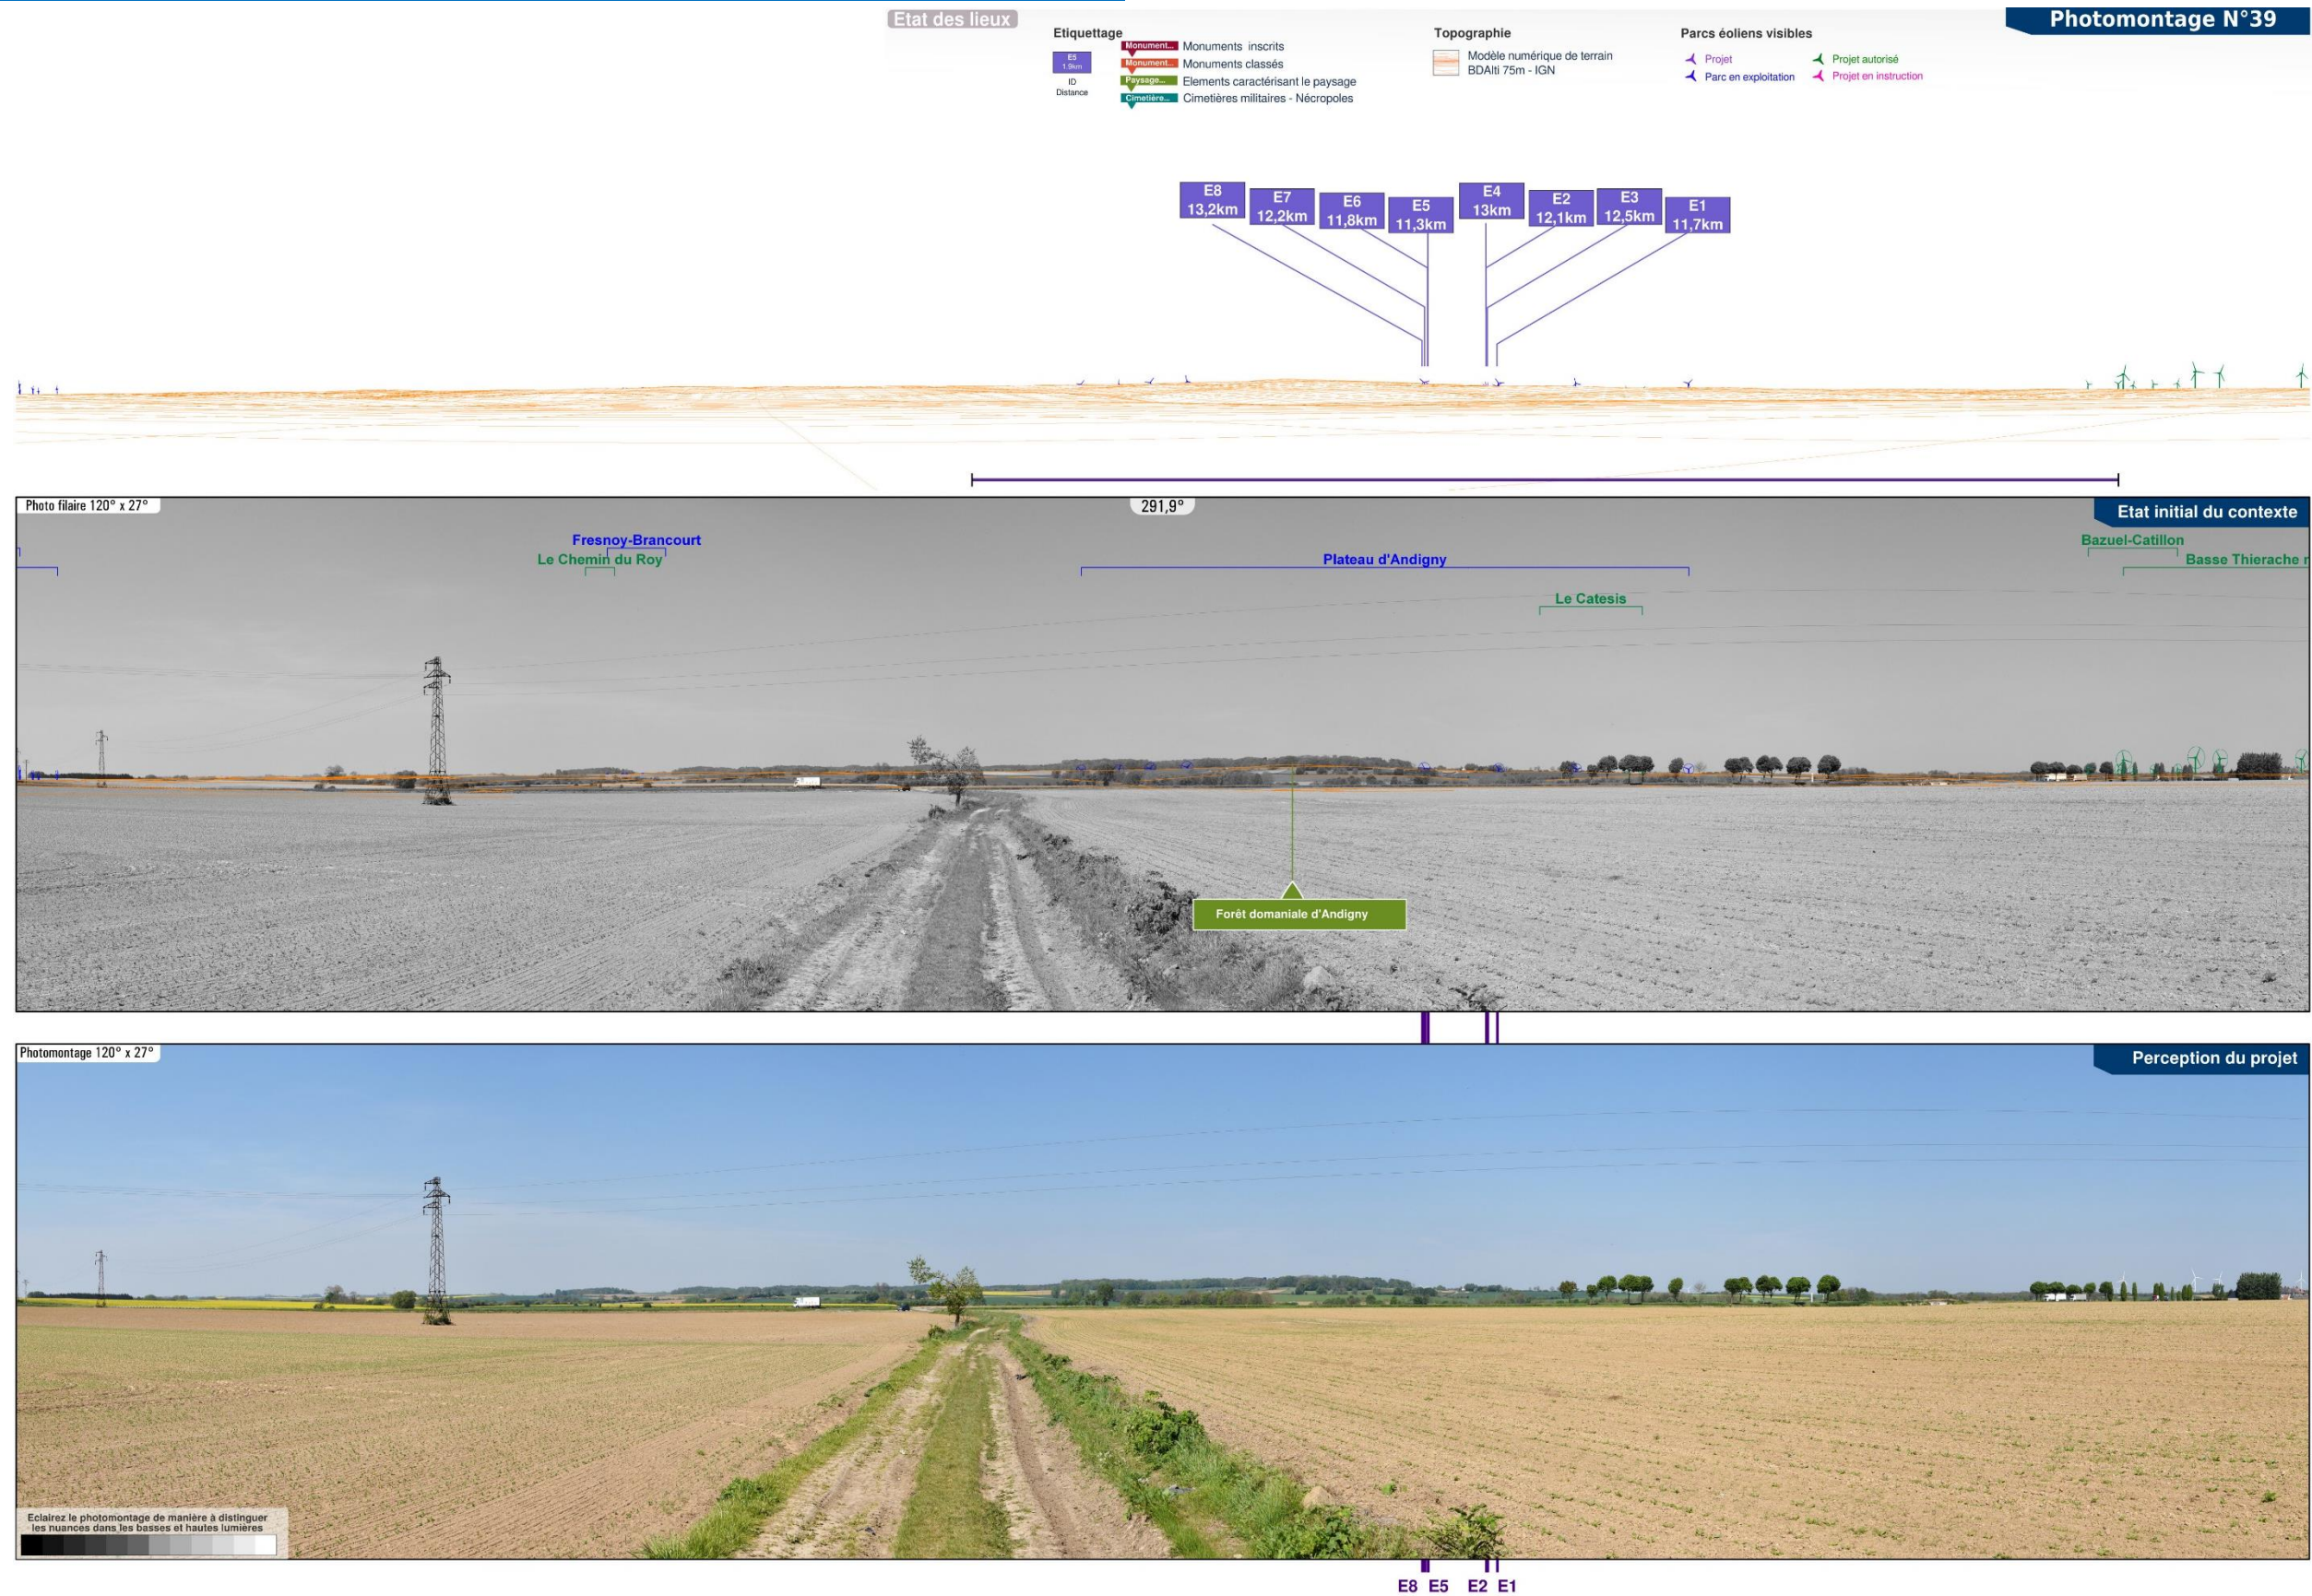 Etat des lieux
Photomontage N°39
Etiquettage
E5
1.9km
ID
Distance
Monument... Monuments inscrits
Monument... Monuments classés
Paysage... Elements caractérisant le paysage
Cimetière... Cimetières militaires - Nécropoles
Topographie
Modèle numérique de terrain
BDAlti 75m - IGN
Parcs éoliens visibles
Projet
Parc en exploitation
Projet autorisé
Projet en instruction
E8
13,2km
E7
12,2km
E6
11,8km
E5
11,3km
E4
13km
E2
12,1km
E3
12,5km
E1
11,7km
Photo filaire 120° x 27°
291,9°
Etat initial du contexte
Fresnoy-Brancourt
Le Chemin du Roy
Plateau d'Andigny
Le Catesis
Bazuel-Catillon
Basse Thierache r
Forêt domaniale d'Andigny
Photomontage 120° x 27°
Perception du projet
Eclairez le photomontage de manière à distinguer
les nuances dans les basses et hautes lumières
E8 E5 E2 E1